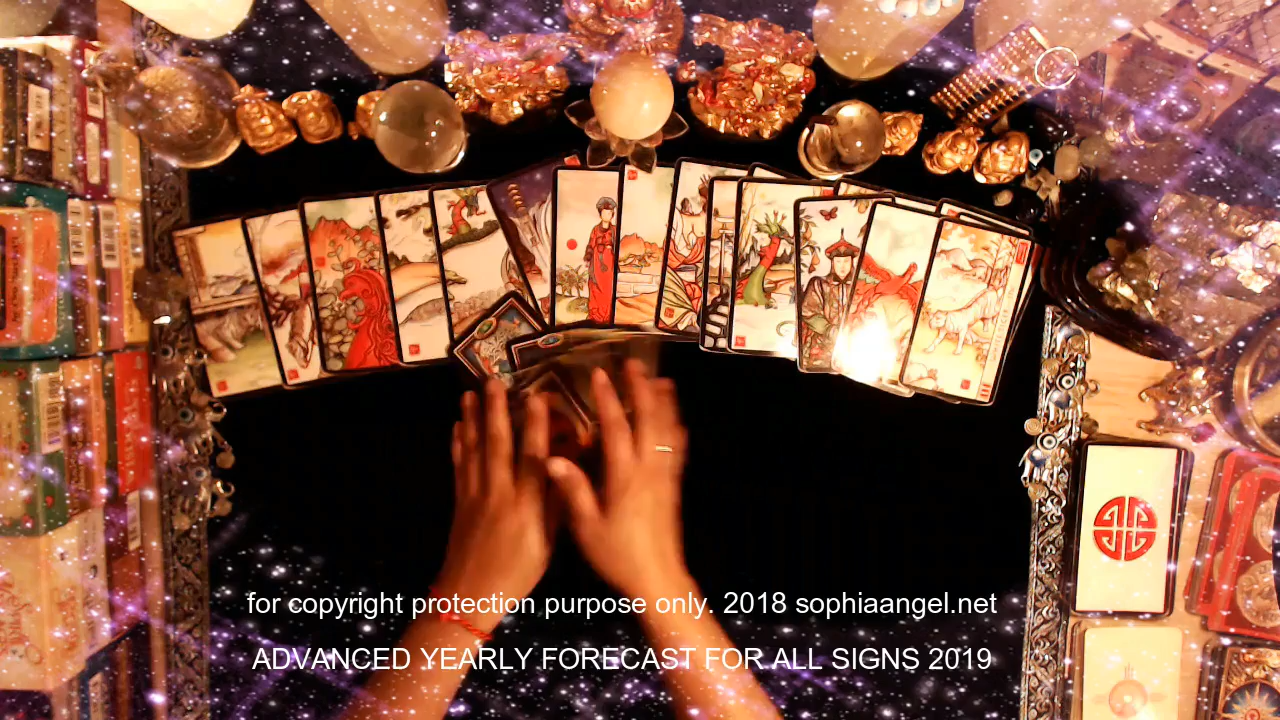 for copyright protection purpose only. 2018 sophiaangel.net
ADVANCED YEARLY FORECAST FOR ALL SIGNS 2019